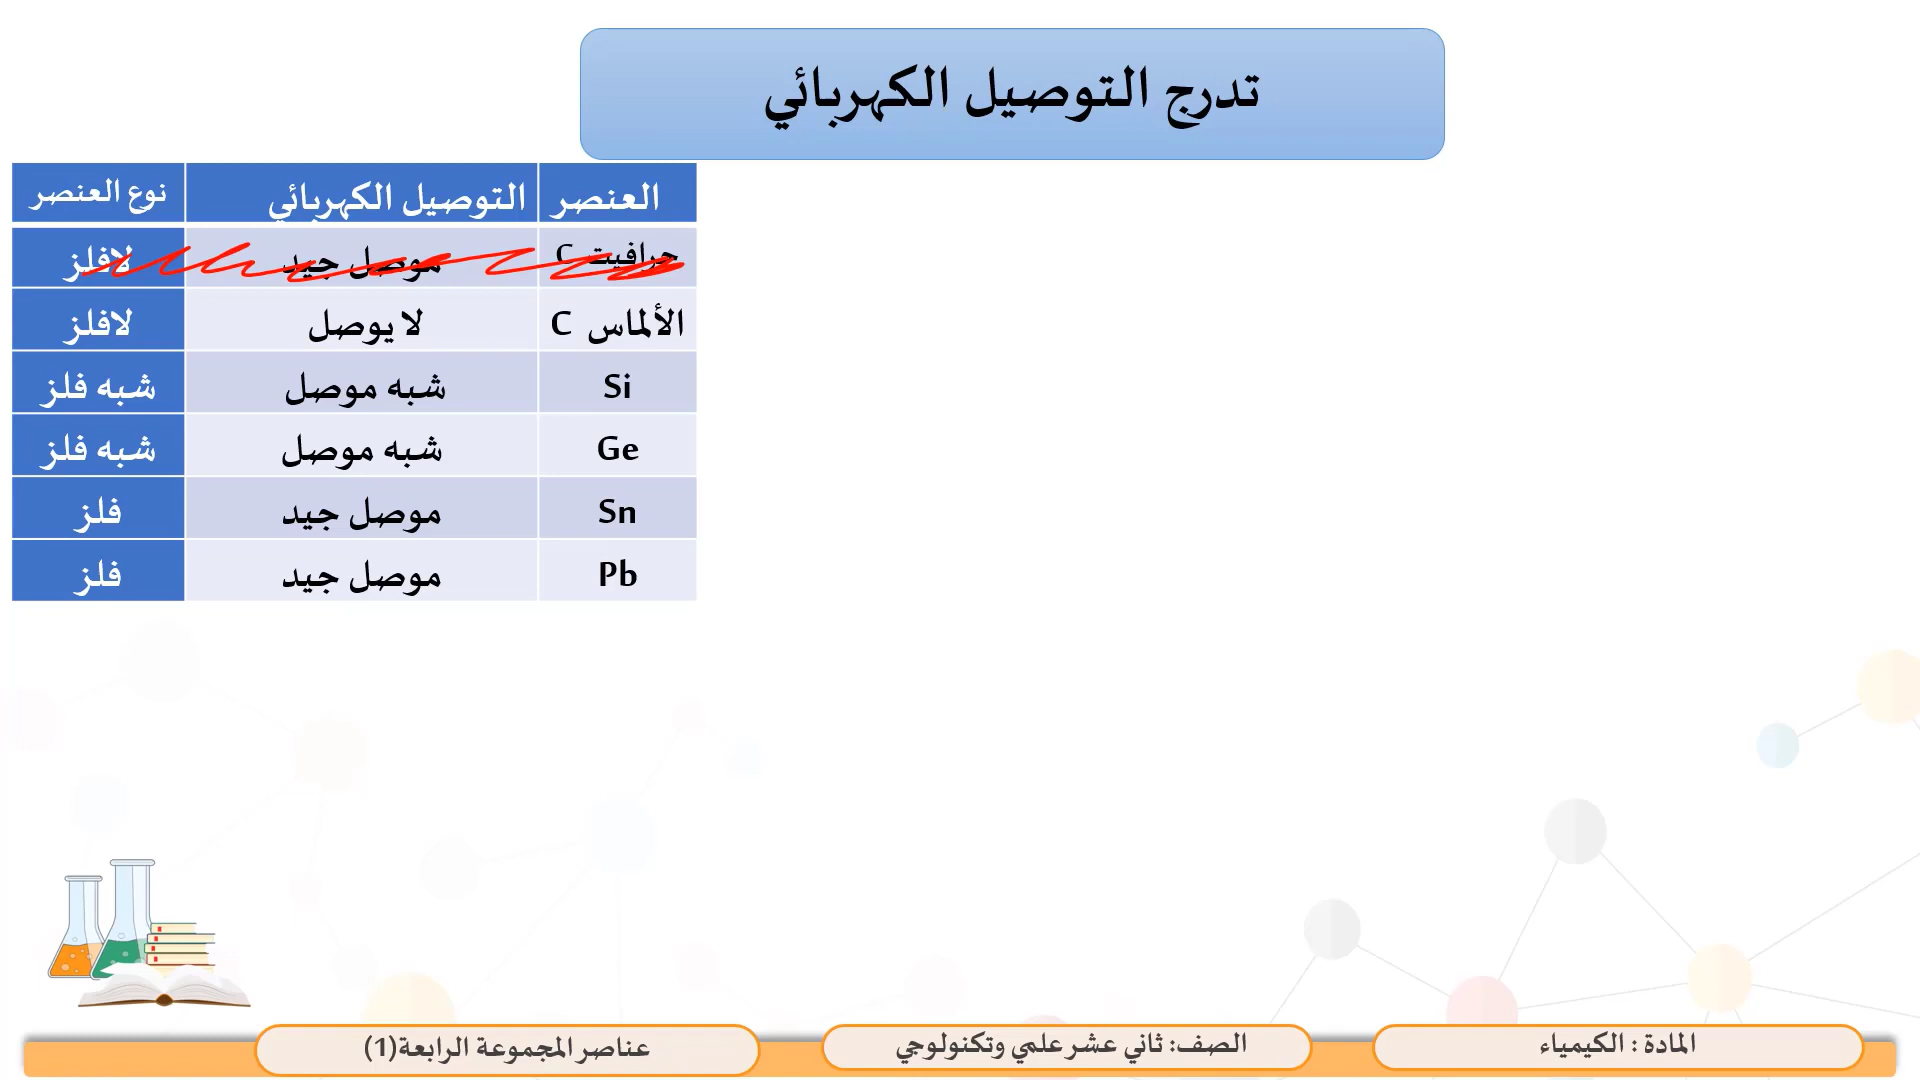 تدرج التوصيل الكهربائي
العنصر التوصيل الكهربائي نوع العنصر
جرافيت C موصل جيد لافلز
الألماس C لا يوصل لافلز
Si شبه موصل شبه فلز
Ge شبه موصل شبه فلز
Sn موصل جيد فلز
Pb موصل جيد فلز
المادة : الكيمياء
الصف: ثاني عشر علمي وتكنولوجي
عناصر المجموعة الرابعة(1)